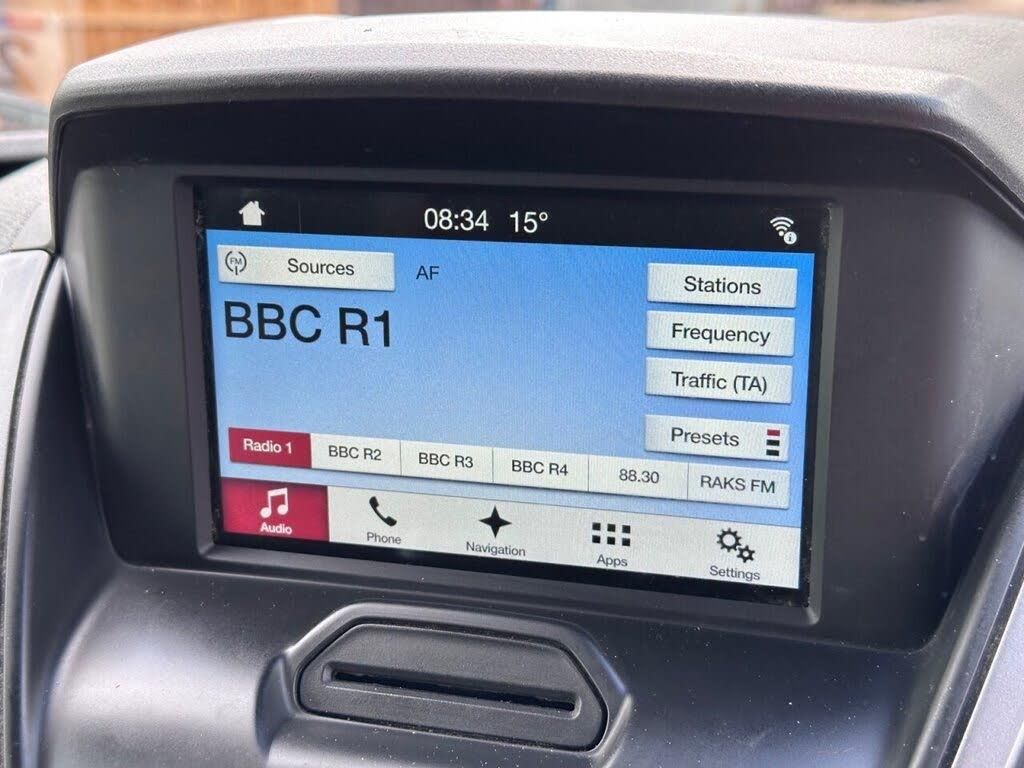 08:34 15°
FM
Sources
AF
Stations
BBC R1
Frequency
Traffic (TA)
Presets
Radio 1
BBC R2
BBC R3
BBC R4
88.30
RAKS FM
Audio
Phone
Navigation
Apps
Settings